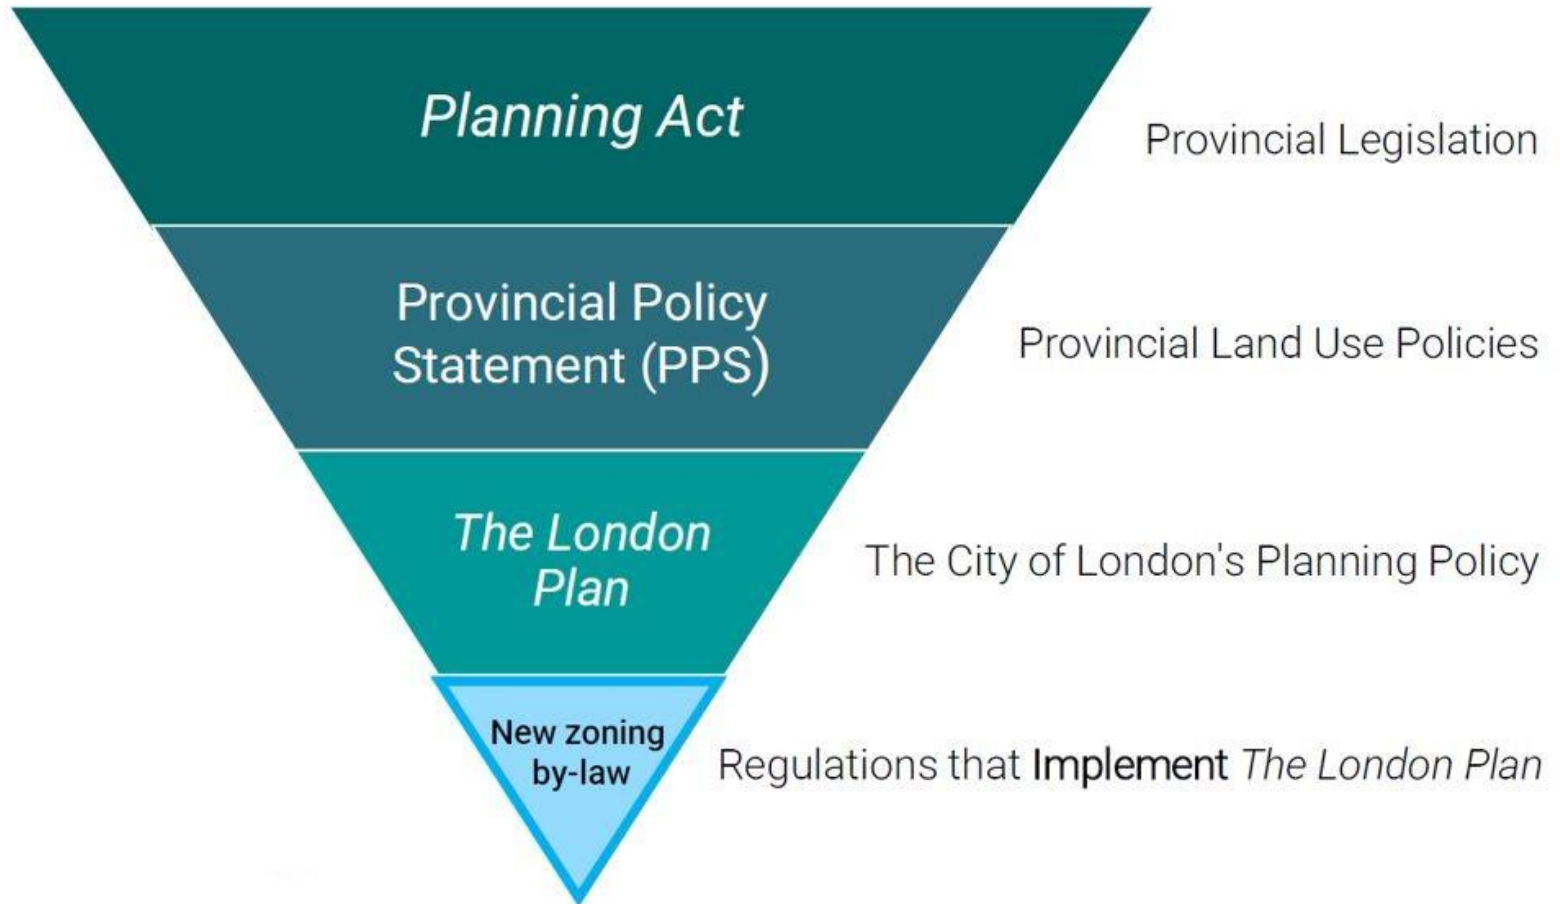 Planning Act
Provincial Legislation
Provincial Policy
Statement (PPS)
Provincial Land Use Policies
The London
Plan
The City of London's Planning Policy
New zoning
by-law
Regulations that Implement The London Plan